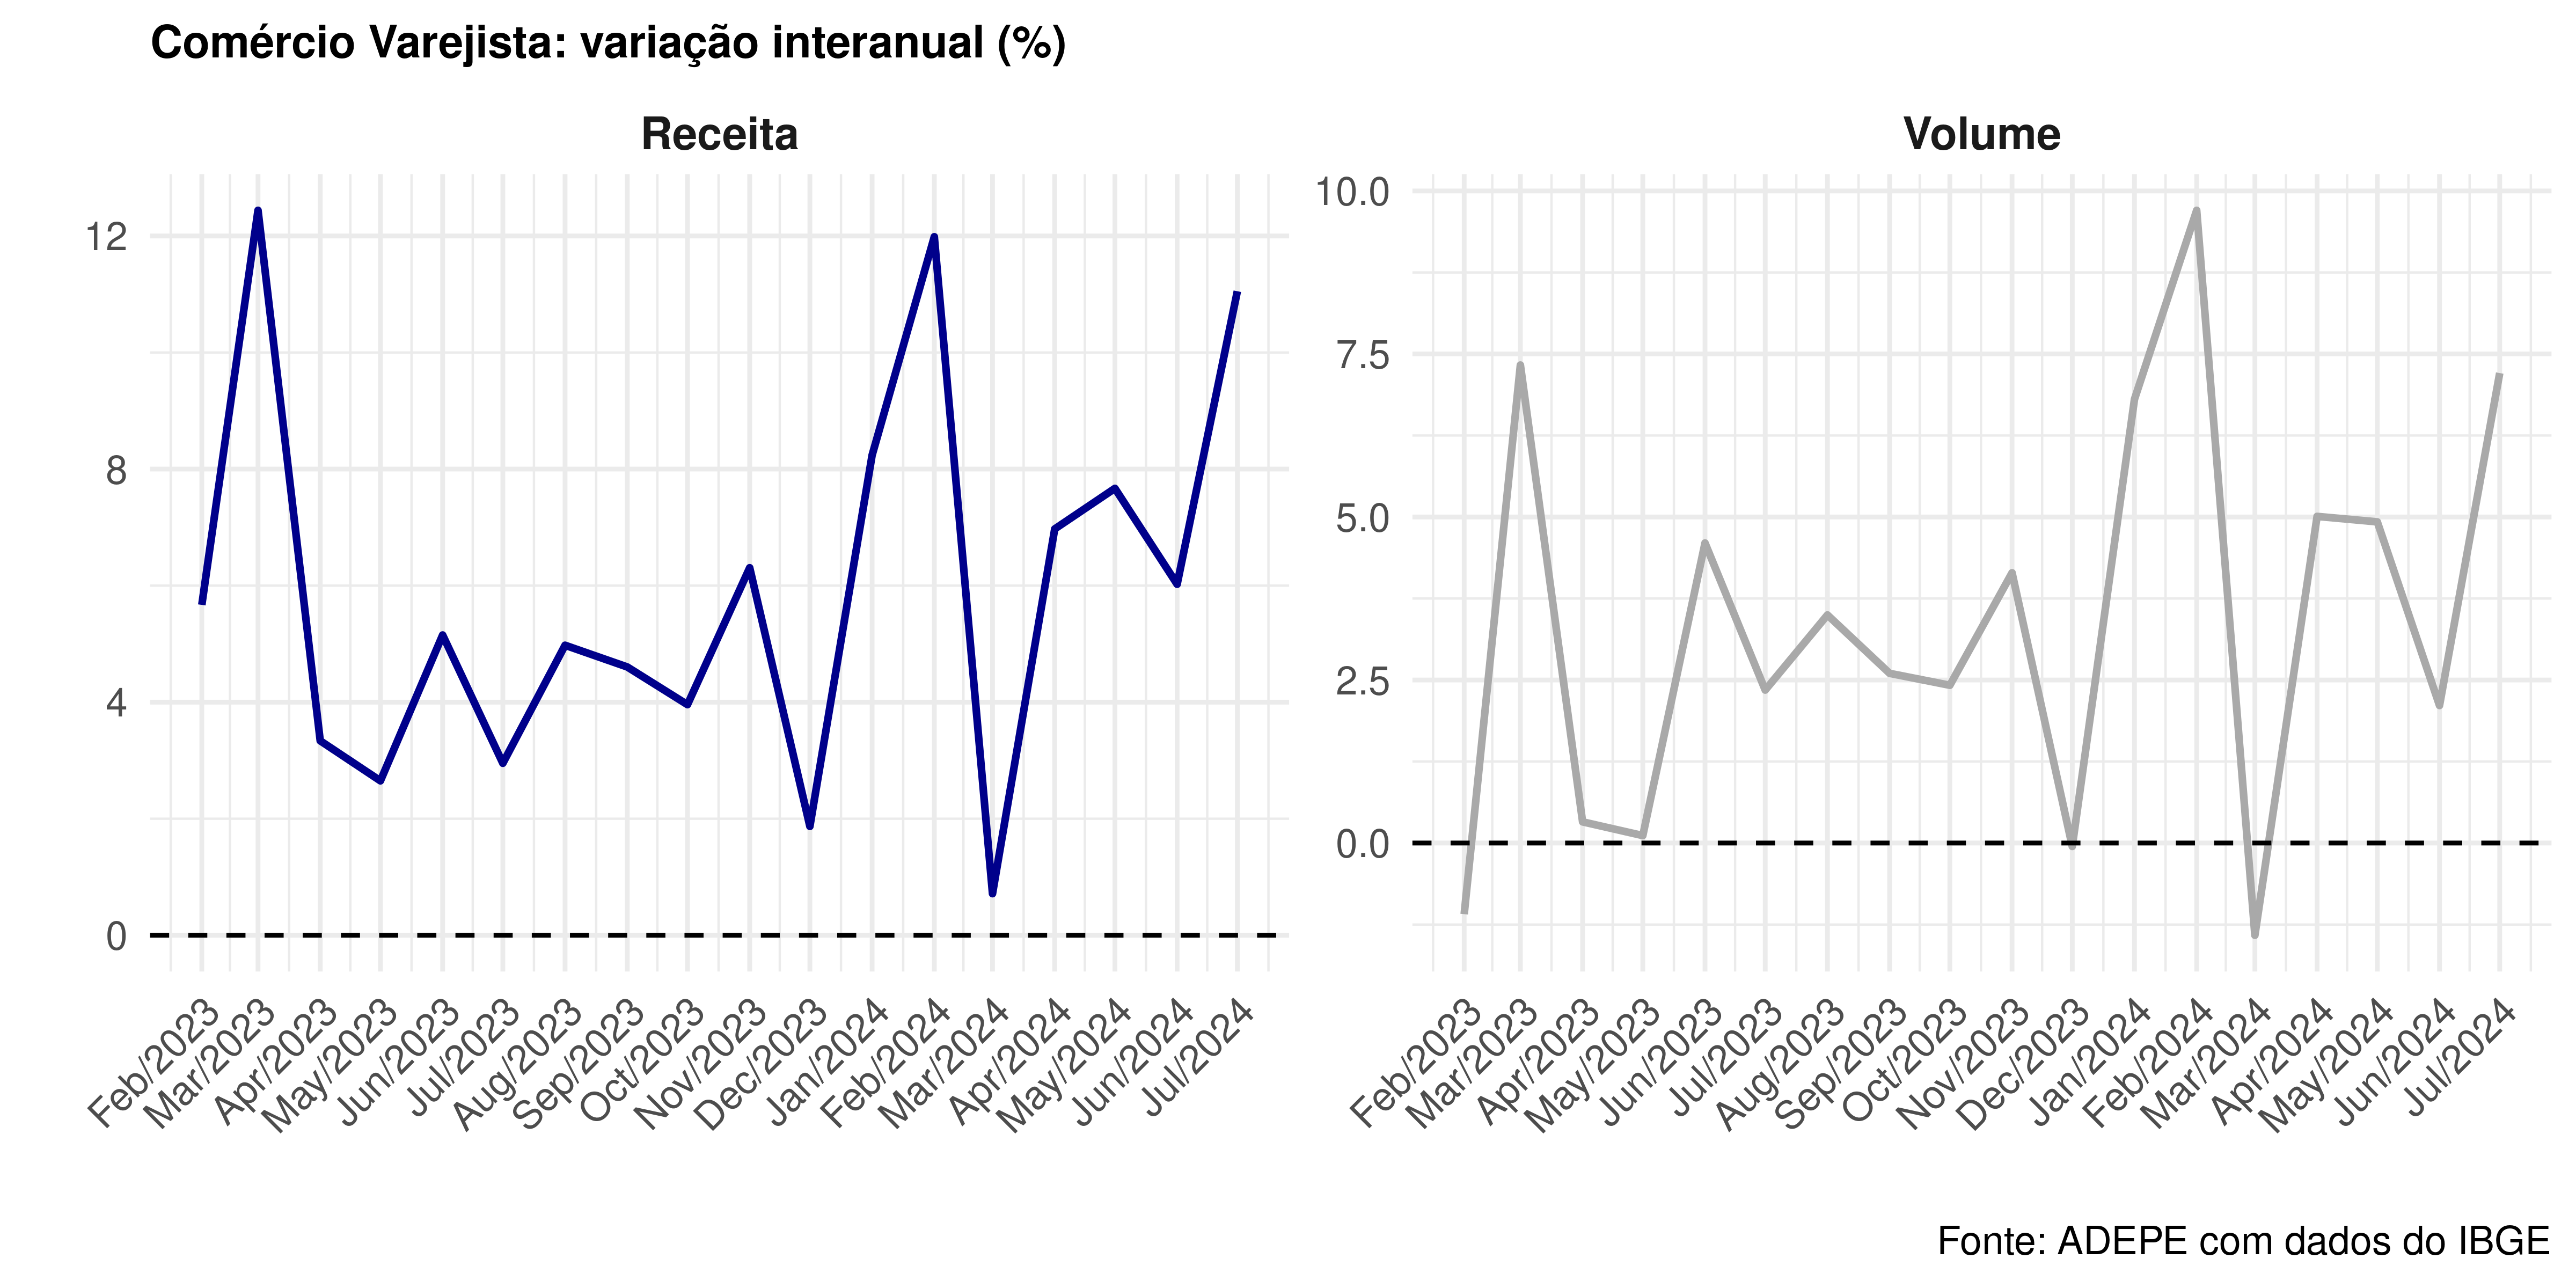 Comércio Varejista: variação interanual (%)
Receita
12
8
4
0
Feb/2023
Mar/2023
Apr/2023
May/2023
Jun/2023
Jul/2023
Aug/2023
Sep/2023
Oct/2023
Nov/2023
Dec/2023
Jan/2024
Feb/2024
Mar/2024
Apr/2024
May/2024
Jun/2024
Jul/2024
Volume
10.0
7.5
5.0
2.5
0.0
Feb/2023
Mar/2023
Apr/2023
May/2023
Jun/2023
Jul/2023
Aug/2023
Sep/2023
Oct/2023
Nov/2023
Dec/2023
Jan/2024
Feb/2024
Mar/2024
Apr/2024
May/2024
Jun/2024
Jul/2024
Fonte: ADEPE com dados do IBGE